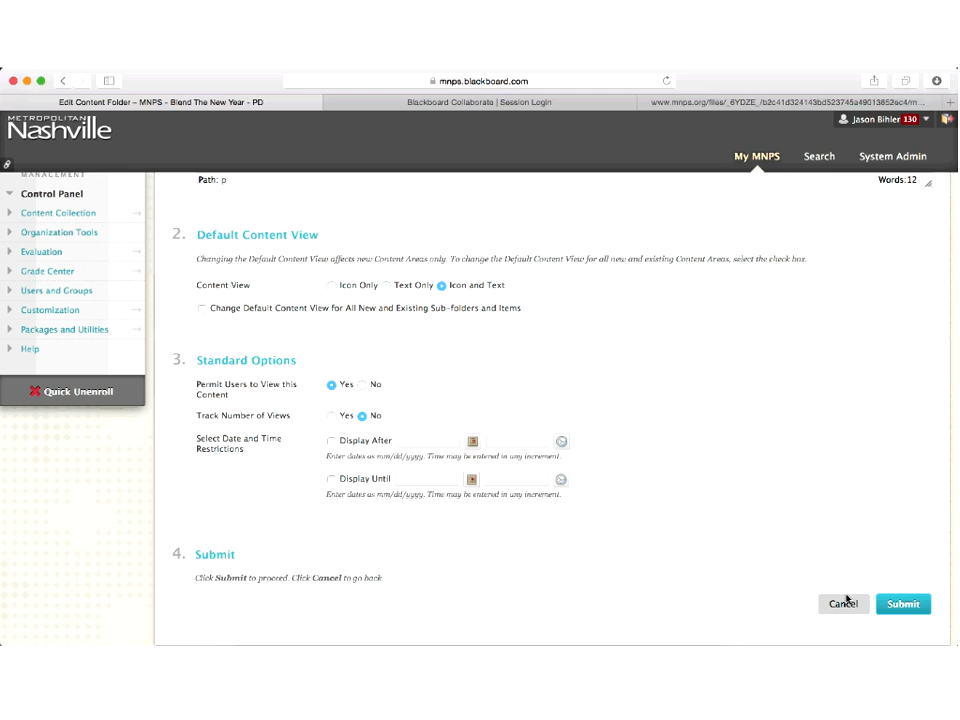 mnps.blackboard.com
Edit Content Folder – MNPS - Blend The New Year - PD
Blackboard Collaborate | Session Login
METROPOLITAN
Nashville
Jason Bihler 130
My MNPS Search System Admin
MANAGEMENT
Control Panel
Content Collection
Organization Tools
Evaluation
Grade Center
Users and Groups
Customization
Packages and Utilities
Help
Quick Unenroll
Path: p
Words:12
2. Default Content View
Changing the Default Content View affects new Content Areas only. To change the Default Content View for all new and existing Content Areas, select the check box.
Content View Icon Only Text Only Icon and Text
Change Default Content View for All New and Existing Sub-folders and Items
3. Standard Options
Permit Users to View this
Content
Yes No
Track Number of Views Yes No
Select Date and Time
Restrictions
Display After
Enter dates as mm/dd/yyyy. Time may be entered in any increment.
Display Until
Enter dates as mm/dd/yyyy. Time may be entered in any increment.
4. Submit
Click Submit to proceed. Click Cancel to go back.
Cancel Submit